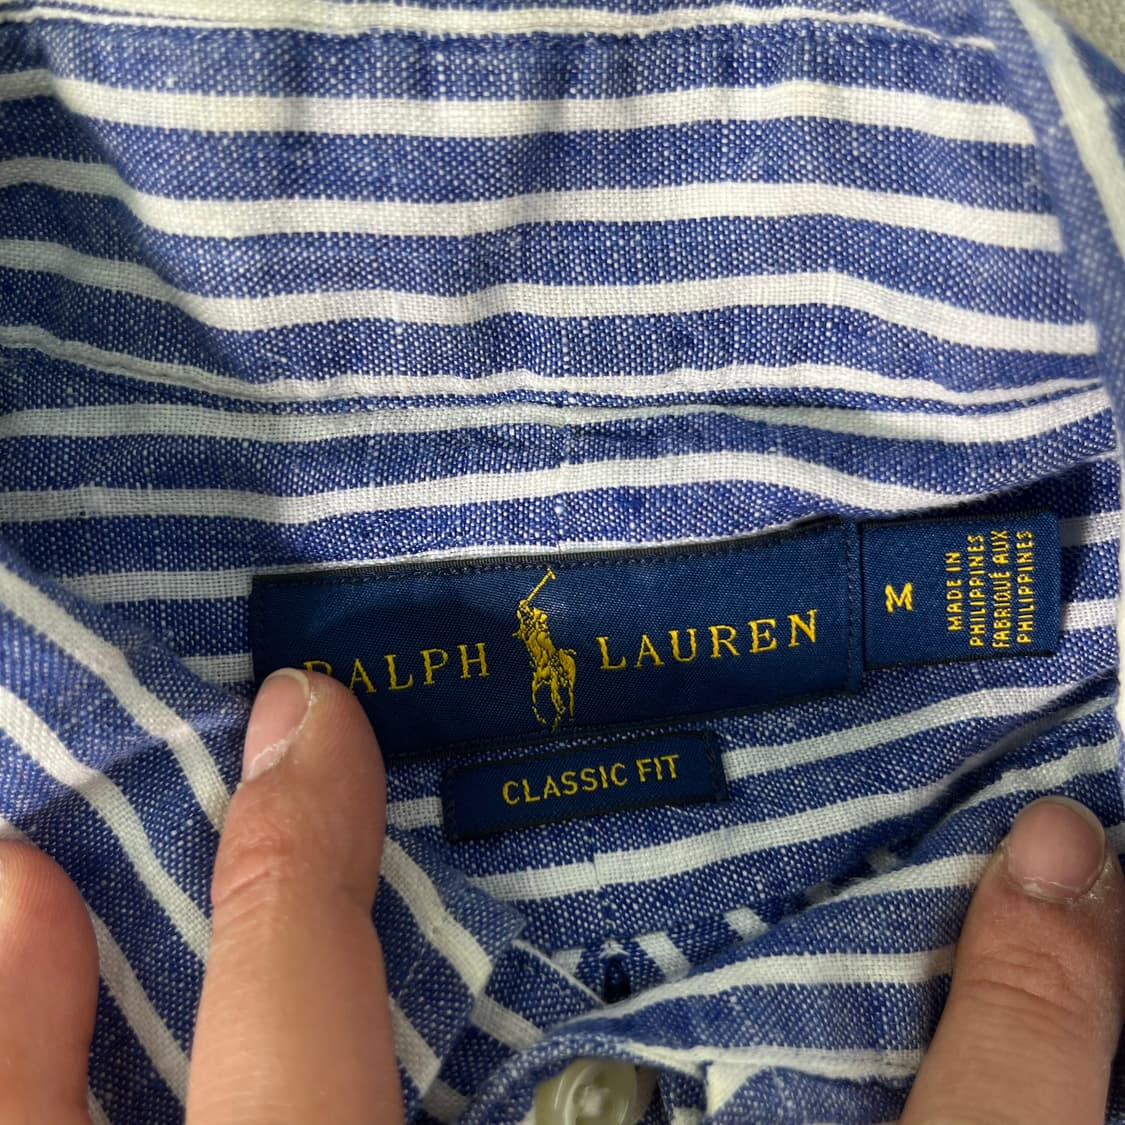 RALPH LAUREN
CLASSIC FIT
M
MADE IN
PHILIPPINES
FABRIQUÉ AUX
PHILIPPINES